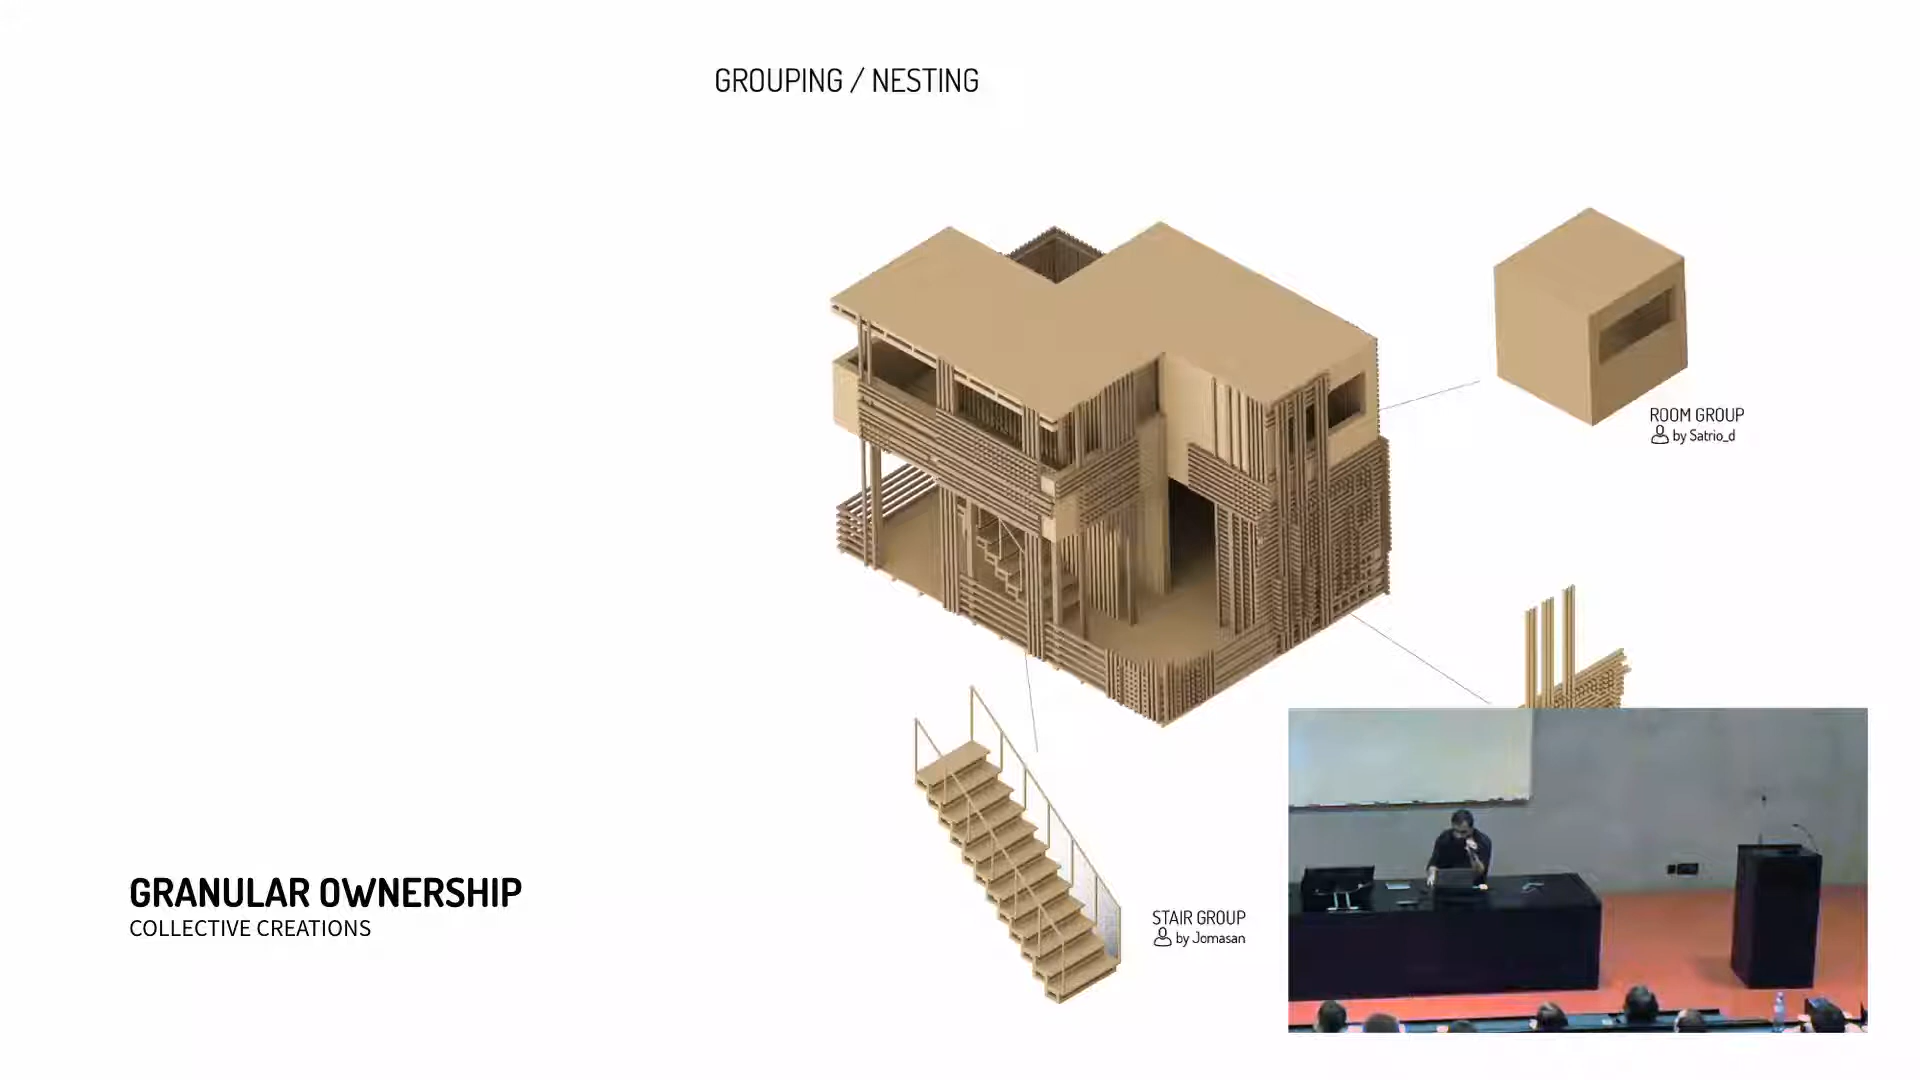 GROUPING / NESTING
ROOM GROUP
by Satrio_d
STAIR GROUP
by Jomasan
GRANULAR OWNERSHIP
COLLECTIVE CREATIONS